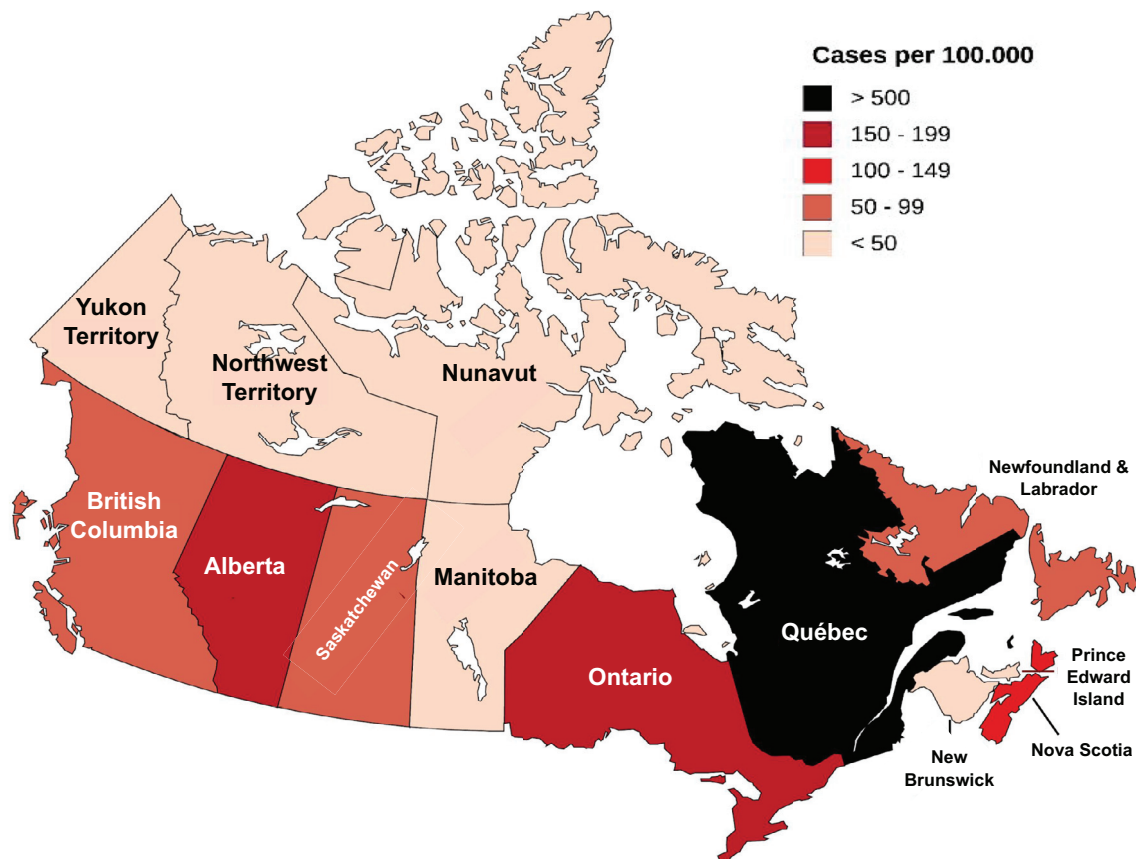 Cases per 100.000
> 500
150 - 199
100 - 149
50 - 99
< 50
Yukon
Territory
Northwest
Territory
Nunavut
British
Columbia
Alberta
Saskatchewan
Manitoba
Ontario
Québec
Newfoundland &
Labrador
Prince
Edward
Island
Nova Scotia
New
Brunswick